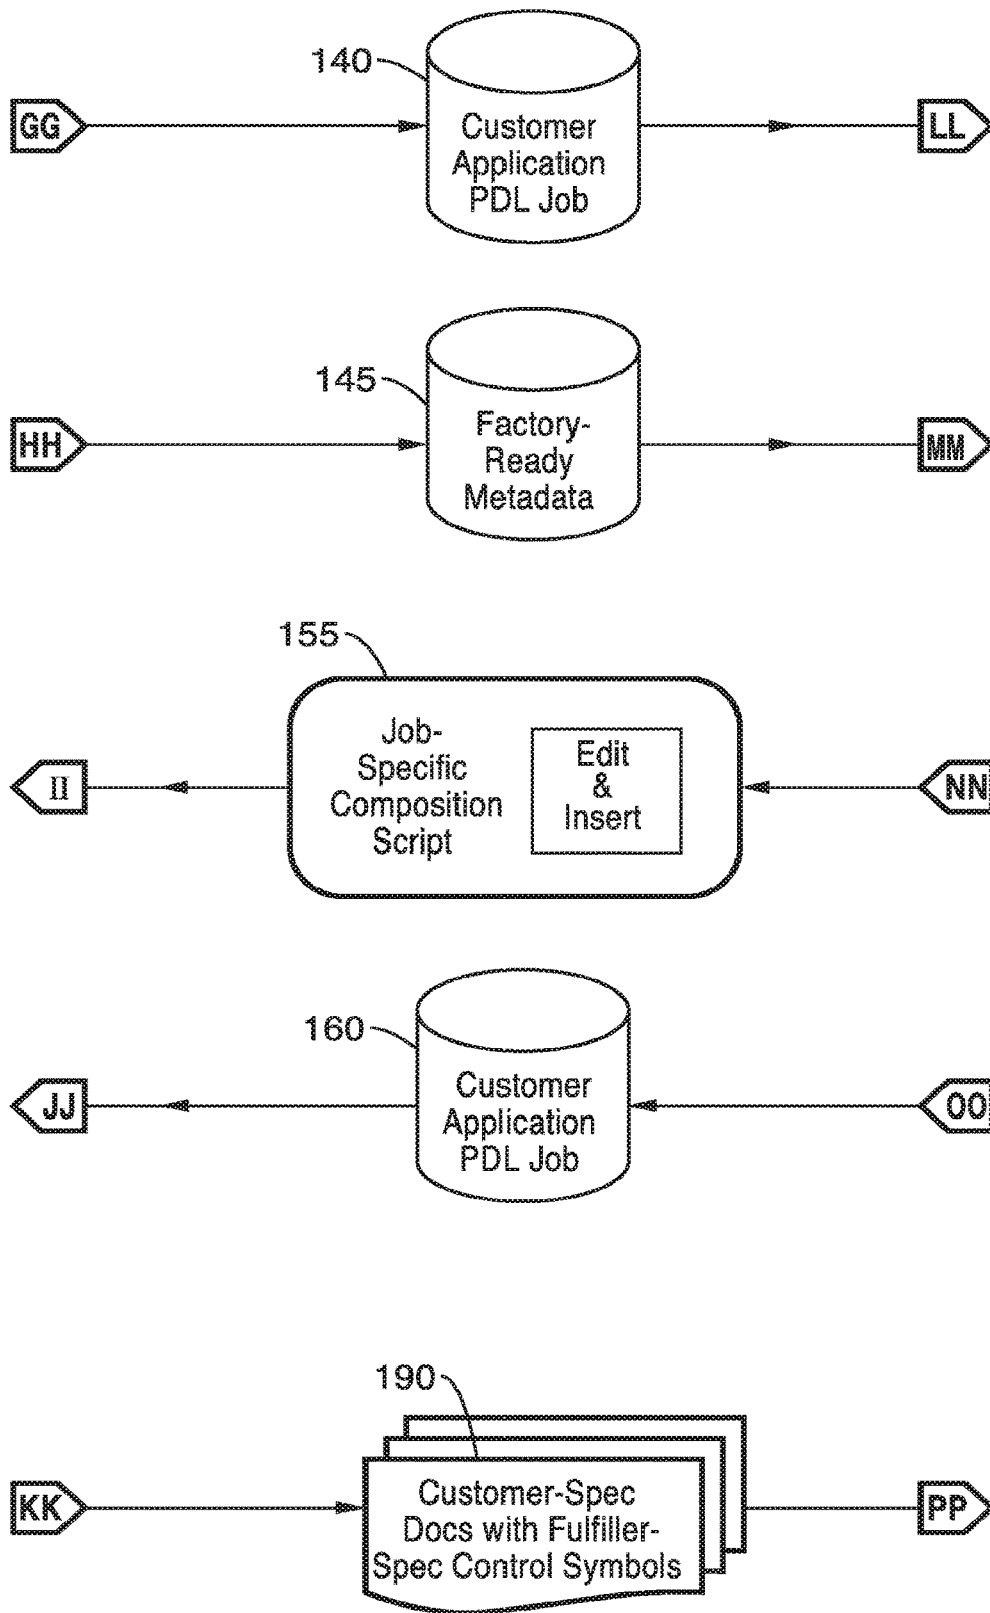 140
GG
Customer
Application
PDL Job
LL
145
HH
Factory-
Ready
Metadata
MM
155
II
Job-
Specific
Composition
Script
Edit
&
Insert
NN
160
JJ
Customer
Application
PDL Job
OO
190
KK
Customer-Spec
Docs with Fulfiller-
Spec Control Symbols
PP